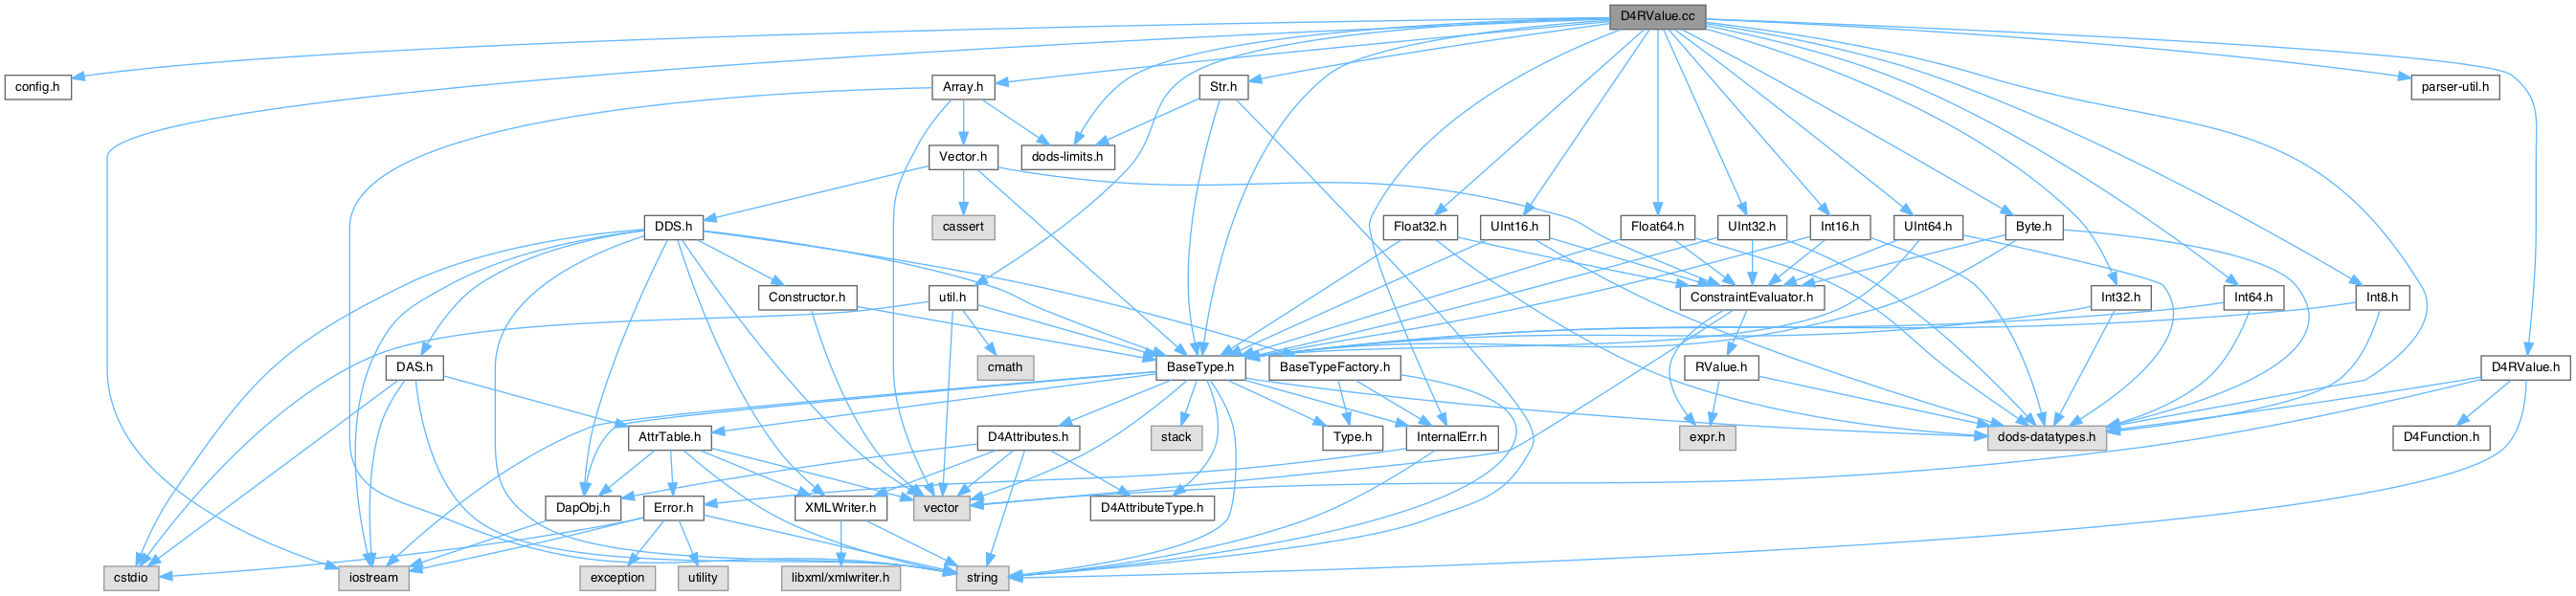 D4RValue.cc
config.h
Array.h
Str.h
parser-util.h
Vector.h
dods-limits.h
cassert
DDS.h
Float32.h
UInt16.h
Float64.h
UInt32.h
Int16.h
UInt64.h
Byte.h
Constructor.h
util.h
ConstraintEvaluator.h
Int32.h
Int64.h
Int8.h
DAS.h
cmath
BaseType.h
BaseTypeFactory.h
RValue.h
D4RValue.h
AttrTable.h
D4Attributes.h
stack
Type.h
InternalErr.h
expr.h
dods-datatypes.h
D4Function.h
DapObj.h
Error.h
XMLWriter.h
vector
D4AttributeType.h
cstdio
iostream
exception
utility
libxml/xmlwriter.h
string